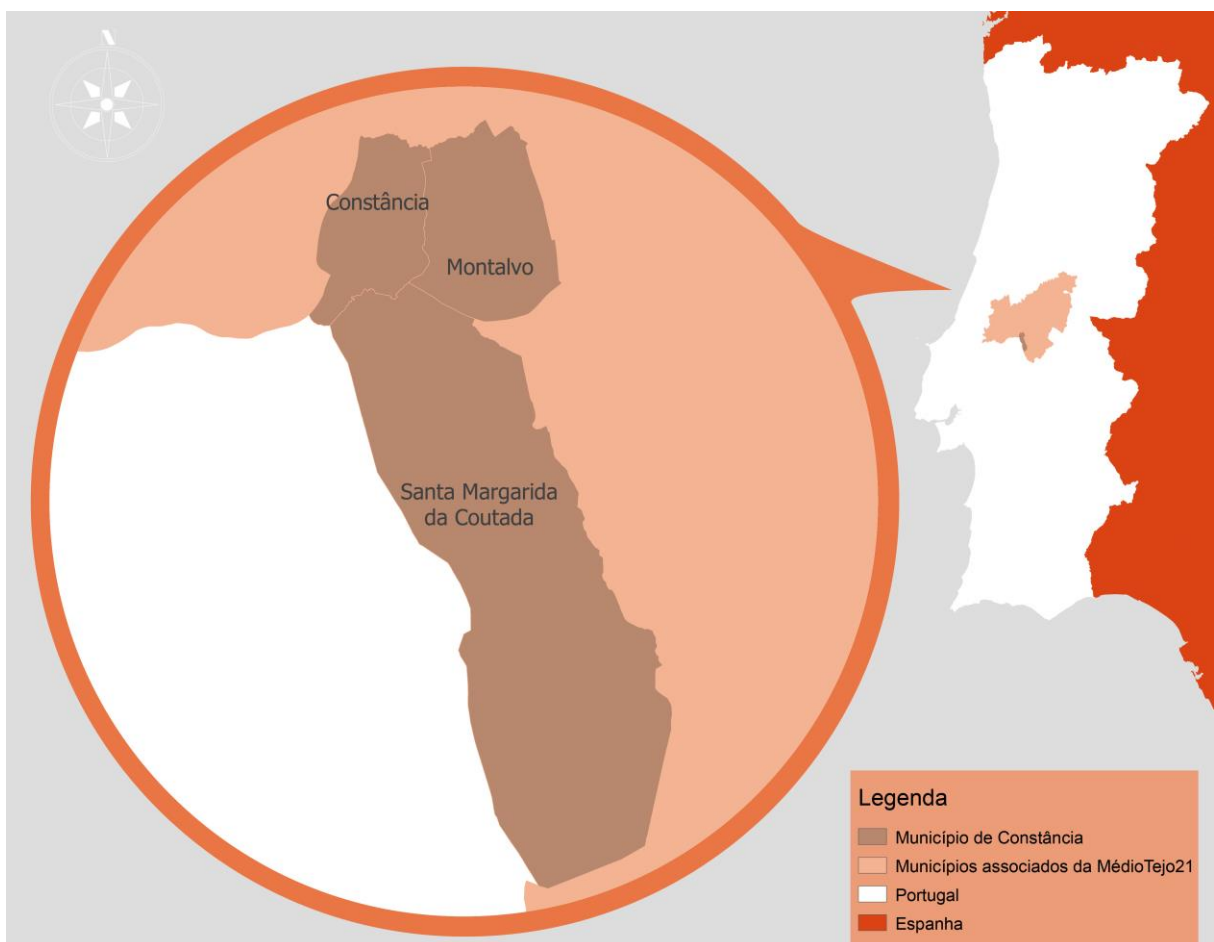 N
Constância
Montalvo
Santa Margarida
da Coutada
Legenda
Município de Constância
Municípios associados da MédioTejo21
Portugal
Espanha